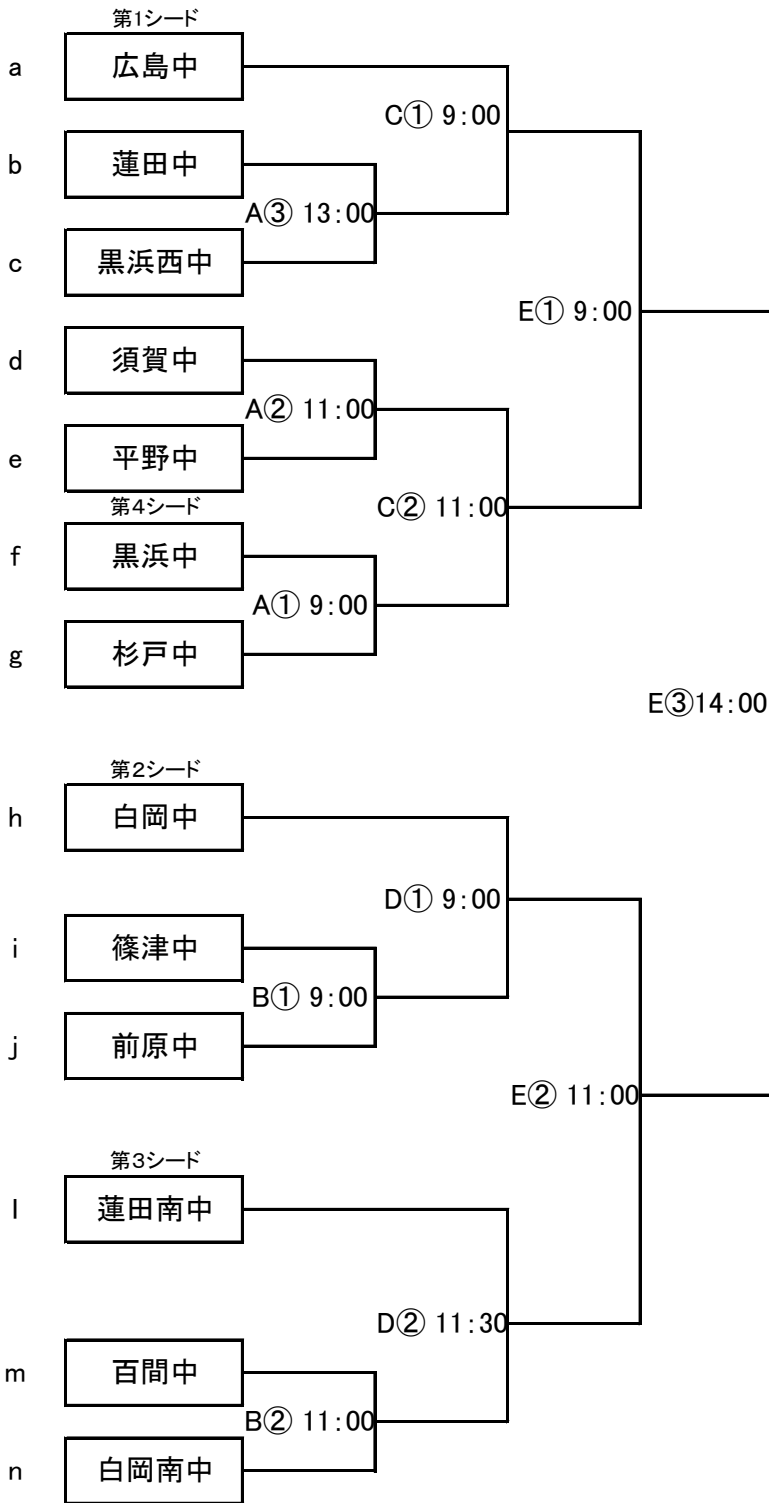 第1シード
a 広島中
C① 9:00
b 蓮田中
A③ 13:00
c 黒浜西中
E① 9:00
d 須賀中
A② 11:00
e 平野中
第4シード
C② 11:00
f 黒浜中
A① 9:00
g 杉戸中
E③14:00
第2シード
h 白岡中
D① 9:00
i 篠津中
B① 9:00
j 前原中
E② 11:00
第3シード
l 蓮田南中
D② 11:30
m 百間中
B② 11:00
n 白岡南中